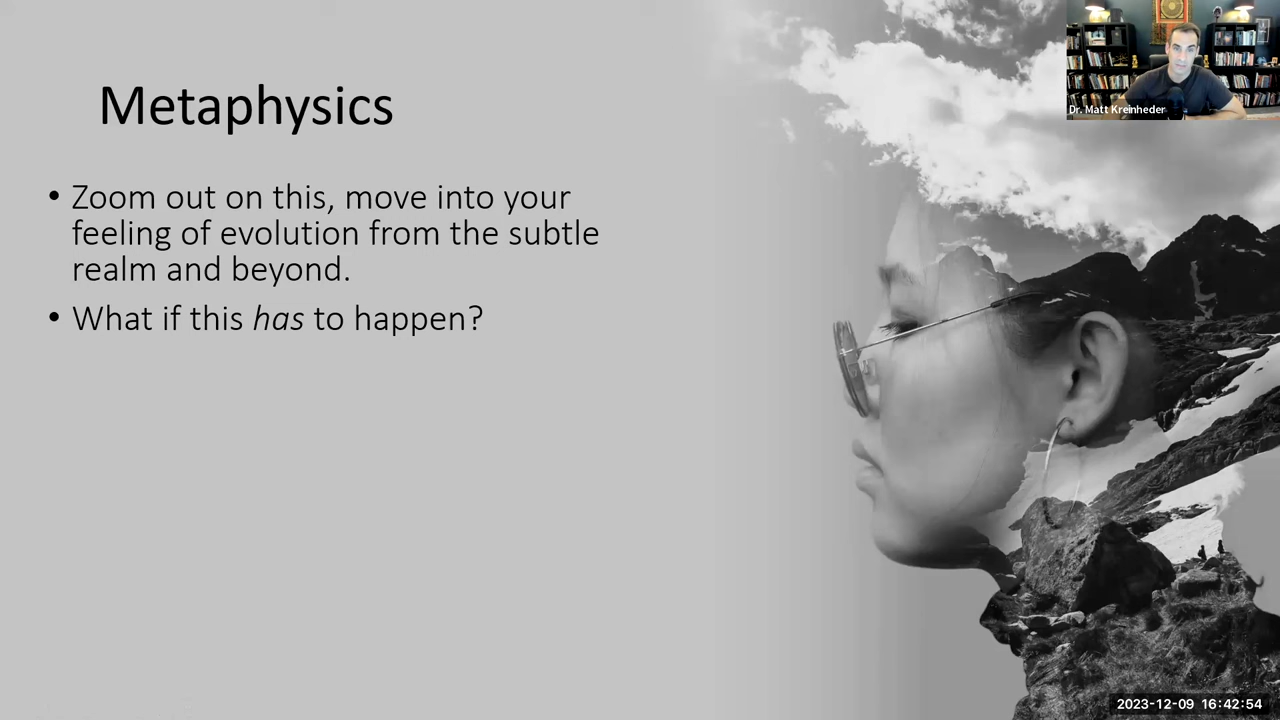 Metaphysics
• Zoom out on this, move into your
feeling of evolution from the subtle
realm and beyond.
• What if this has to happen?
Dr. Matt Kreinheder
2023-12-09 16:42:54